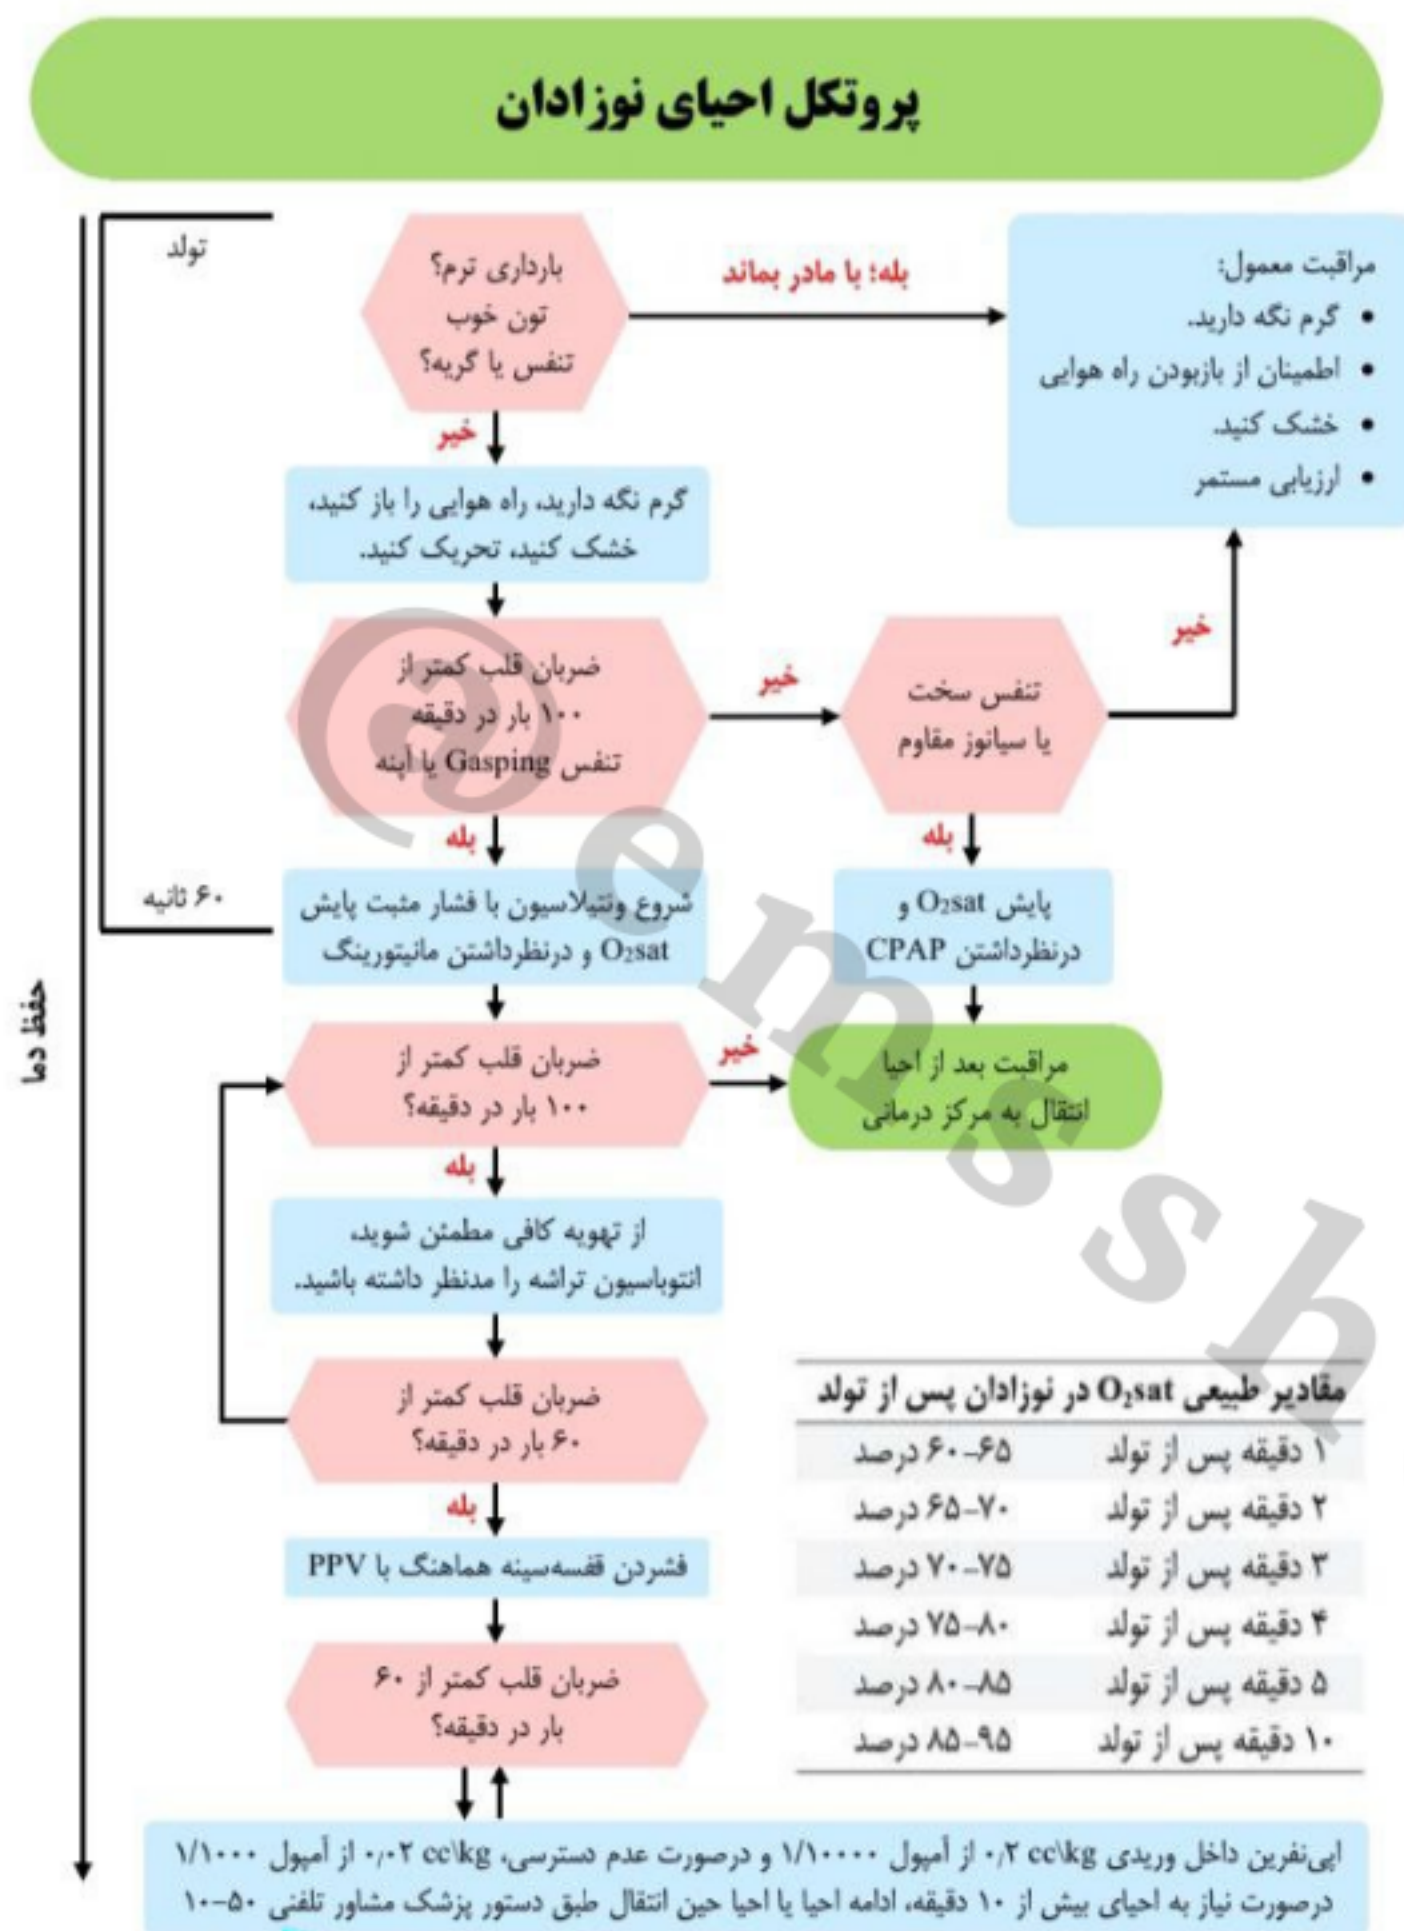 پروتکل احیای نوزادان
تولد
بارداری ترم؟
تون خوب
تنفس یا گریه؟
بله؛ با مادر بماند
مراقبت معمول:
• گرم نگه دارید.
• اطمینان از بازبودن راه هوایی
• خشک کنید.
• ارزیابی مستمر
خیر
گرم نگه دارید، راه هوایی را باز کنید،
خشک کنید، تحریک کنید.
ضربان قلب کمتر از
۱۰۰ بار در دقیقه
تنفس Gasping یا آپنه
خیر
تنفس سخت
یا سیانوز مقاوم
خیر
بله
بله
۶۰ ثانیه
شروع ونتیلاسیون با فشار مثبت پایش
O2sat و درنظرداشتن مانیتورینگ
پایش O2sat و
درنظرداشتن CPAP
حفظ دما
ضربان قلب کمتر از
۱۰۰ بار در دقیقه؟
خیر
مراقبت بعد از احیا
انتقال به مرکز درمانی
بله
از تهویه کافی مطمئن شوید،
انتوباسیون تراشه را مدنظر داشته باشید.
ضربان قلب کمتر از
۶۰ بار در دقیقه؟
بله
فشردن قفسه‌سینه هماهنگ با PPV
ضربان قلب کمتر از ۶۰
بار در دقیقه؟
مقادیر طبیعی O2sat در نوزادان پس از تولد
۱ دقیقه پس از تولد ۶۰-۶۵ درصد
۲ دقیقه پس از تولد ۶۵-۷۰ درصد
۳ دقیقه پس از تولد ۷۰-۷۵ درصد
۴ دقیقه پس از تولد ۷۵-۸۰ درصد
۵ دقیقه پس از تولد ۸۰-۸۵ درصد
۱۰ دقیقه پس از تولد ۸۵-۹۵ درصد
اپی‌نفرین داخل وریدی ۰٫۲ cc\kg از آمپول ۱/۱۰۰۰۰ و درصورت عدم دسترسی، ۰٫۰۲ cc\kg از آمپول ۱/۱۰۰۰
درصورت نیاز به احیای بیش از ۱۰ دقیقه، ادامه احیا یا احیا حین انتقال طبق دستور پزشک مشاور تلفنی ۵۰-۱۰
@emssh